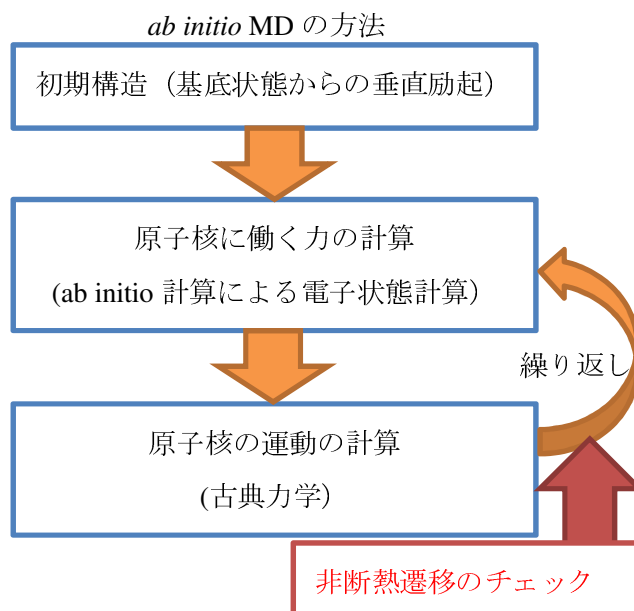 ab initio MD の方法
初期構造（基底状態からの垂直励起）
原子核に働く力の計算
(ab initio 計算による電子状態計算）
繰り返し
原子核の運動の計算
(古典力学）
非断熱遷移のチェック